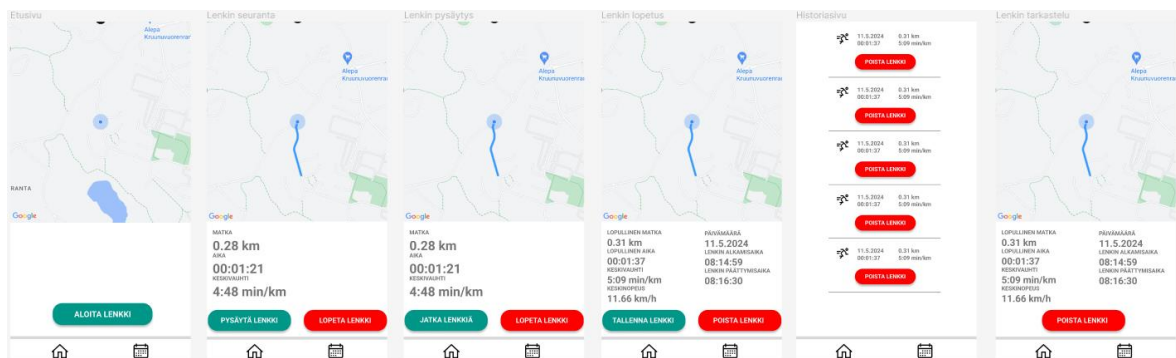 Etusivu
Alepa
Kruunuvuorenran
RANTA
Google
ALOITA LENKKI
Lenkin seuranta
Alepa
Kruunuvuorenran
Google
MATKA
0.28 km
AIKA
00:01:21
KESKIVAUHTI
4:48 min/km
PYSÄYTÄ LENKKI
LOPETA LENKKI
Lenkin pysäytys
Alepa
Kruunuvuorenran
Google
MATKA
0.28 km
AIKA
00:01:21
KESKIVAUHTI
4:48 min/km
JATKA LENKKIÄ
LOPETA LENKKI
Lenkin lopetus
Alepa
Kruunuvuorenran
Google
LOPULLINEN MATKA
0.31 km
LOPULLINEN AIKA
00:01:37
KESKIVAUHTI
5:09 min/km
KESKINOPEUS
11.66 km/h
PÄIVÄMÄÄRÄ
11.5.2024
LENKIN ALKAMISAIKA
08:14:59
LENKIN PÄÄTTYMISAIKA
08:16:30
TALLENNA LENKKI
POISTA LENKKI
Historiasivu
11.5.2024 0.31 km
00:01:37 5:09 min/km
POISTA LENKKI
11.5.2024 0.31 km
00:01:37 5:09 min/km
POISTA LENKKI
11.5.2024 0.31 km
00:01:37 5:09 min/km
POISTA LENKKI
11.5.2024 0.31 km
00:01:37 5:09 min/km
POISTA LENKKI
11.5.2024 0.31 km
00:01:37 5:09 min/km
POISTA LENKKI
Lenkin tarkastelu
Alepa
Kruunuvuorenran
Google
LOPULLINEN MATKA
0.31 km
LOPULLINEN AIKA
00:01:37
KESKIVAUHTI
5:09 min/km
KESKINOPEUS
11.66 km/h
PÄIVÄMÄÄRÄ
11.5.2024
LENKIN ALKAMISAIKA
08:14:59
LENKIN PÄÄTTYMISAIKA
08:16:30
POISTA LENKKI